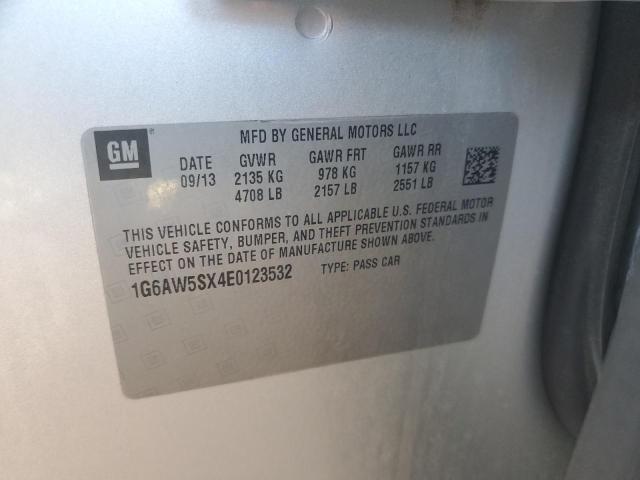 GM
MFD BY GENERAL MOTORS LLC
DATE GVWR GAWR FRT GAWR RR
09/13 2135 KG 978 KG 1157 KG
4708 LB 2157 LB 2551 LB
THIS VEHICLE CONFORMS TO ALL APPLICABLE U.S. FEDERAL MOTOR
VEHICLE SAFETY, BUMPER, AND THEFT PREVENTION STANDARDS IN
EFFECT ON THE DATE OF MANUFACTURE SHOWN ABOVE.
1G6AW5SX4E0123532 TYPE: PASS CAR